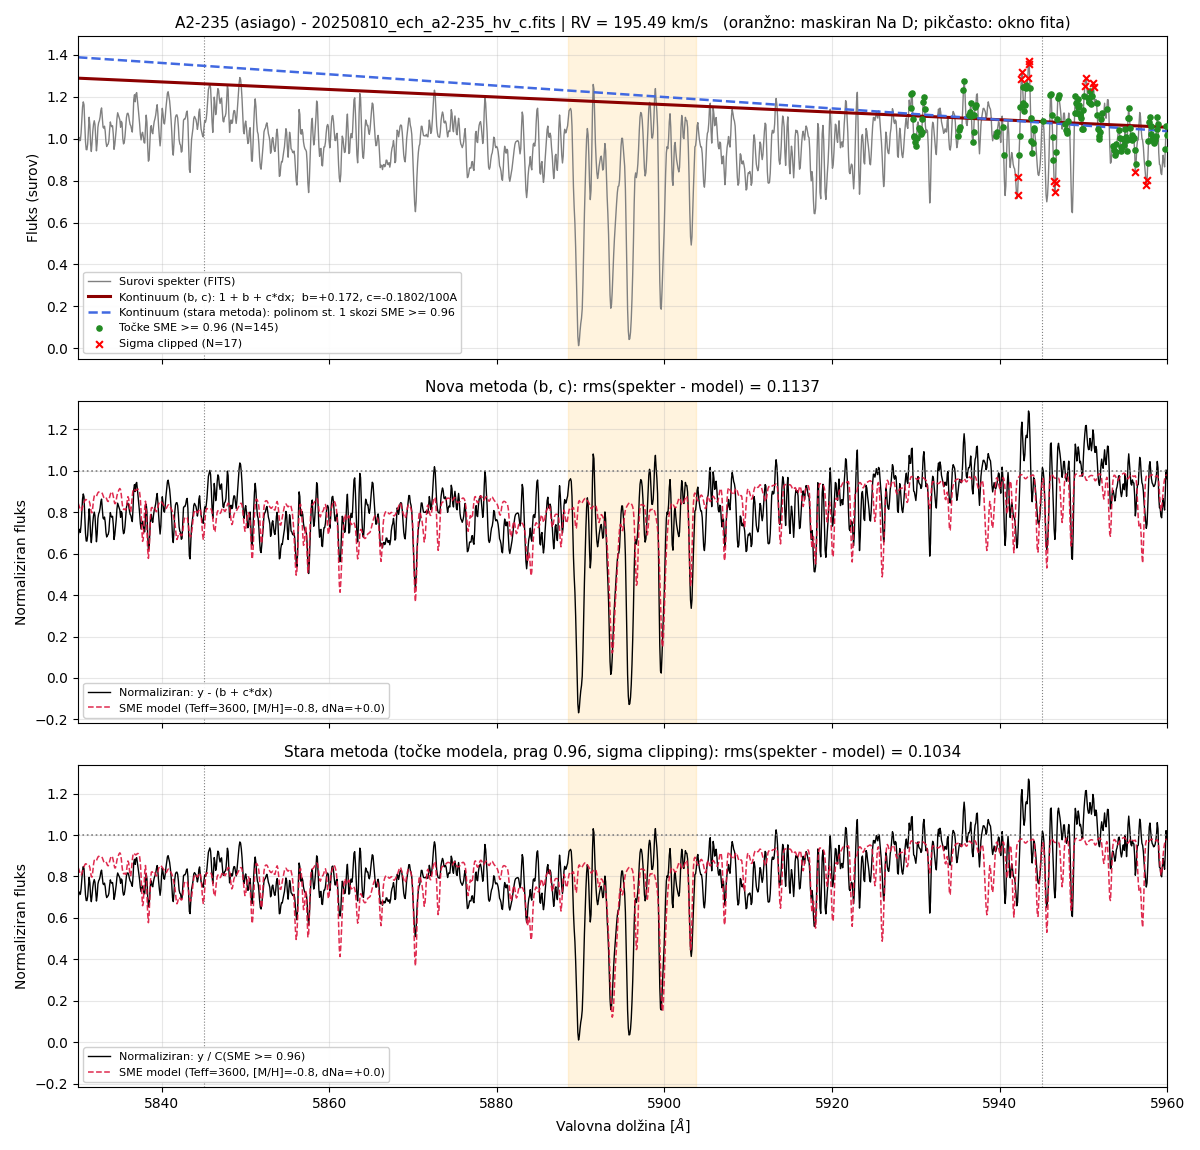 A2-235 (asiago) - 20250810_ech_a2-235_hv_c.fits | RV = 195.49 km/s   (oranžno: maskiran Na D; pikčasto: okno fita)
Fluks (surov)
1.4
1.2
1.0
0.8
0.6
0.4
0.2
0.0
Surovi spekter (FITS)
Kontinuum (b, c): 1 + b + c*dx;  b=+0.172, c=-0.1802/100A
Kontinuum (stara metoda): polinom st. 1 skozi SME >= 0.96
Točke SME >= 0.96 (N=145)
Sigma clipped (N=17)
Nova metoda (b, c): rms(spekter - model) = 0.1137
Normaliziran fluks
1.2
1.0
0.8
0.6
0.4
0.2
0.0
−0.2
Normaliziran: y - (b + c*dx)
SME model (Teff=3600, [M/H]=-0.8, dNa=+0.0)
Stara metoda (točke modela, prag 0.96, sigma clipping): rms(spekter - model) = 0.1034
Normaliziran fluks
1.2
1.0
0.8
0.6
0.4
0.2
0.0
−0.2
Normaliziran: y / C(SME >= 0.96)
SME model (Teff=3600, [M/H]=-0.8, dNa=+0.0)
5840 5860 5880 5900 5920 5940 5960
Valovna dolžina [Å]